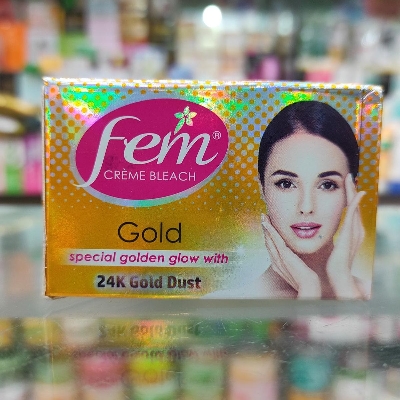 fem®
CRÈME BLEACH
Gold
special golden glow with
24K Gold Dust